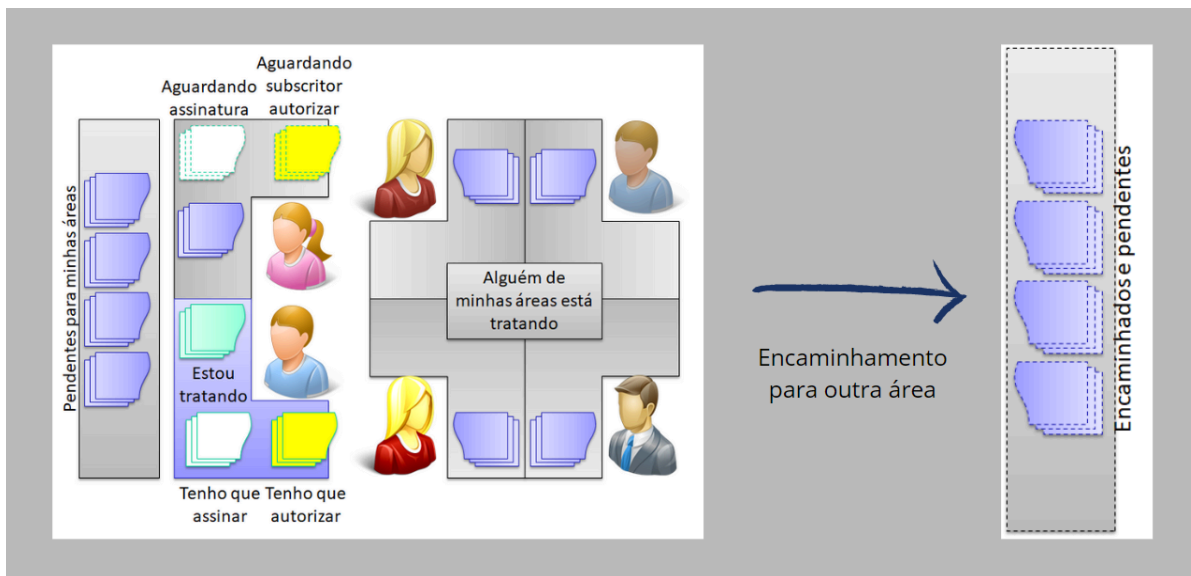 Pendentes para minhas áreas
Aguardando
assinatura
Aguardando
subscritor
autorizar
Estou
tratando
Tenho que
assinar
Tenho que
autorizar
Alguém de
minhas áreas está
tratando
Encaminhamento
para outra área
Encaminhados e pendentes